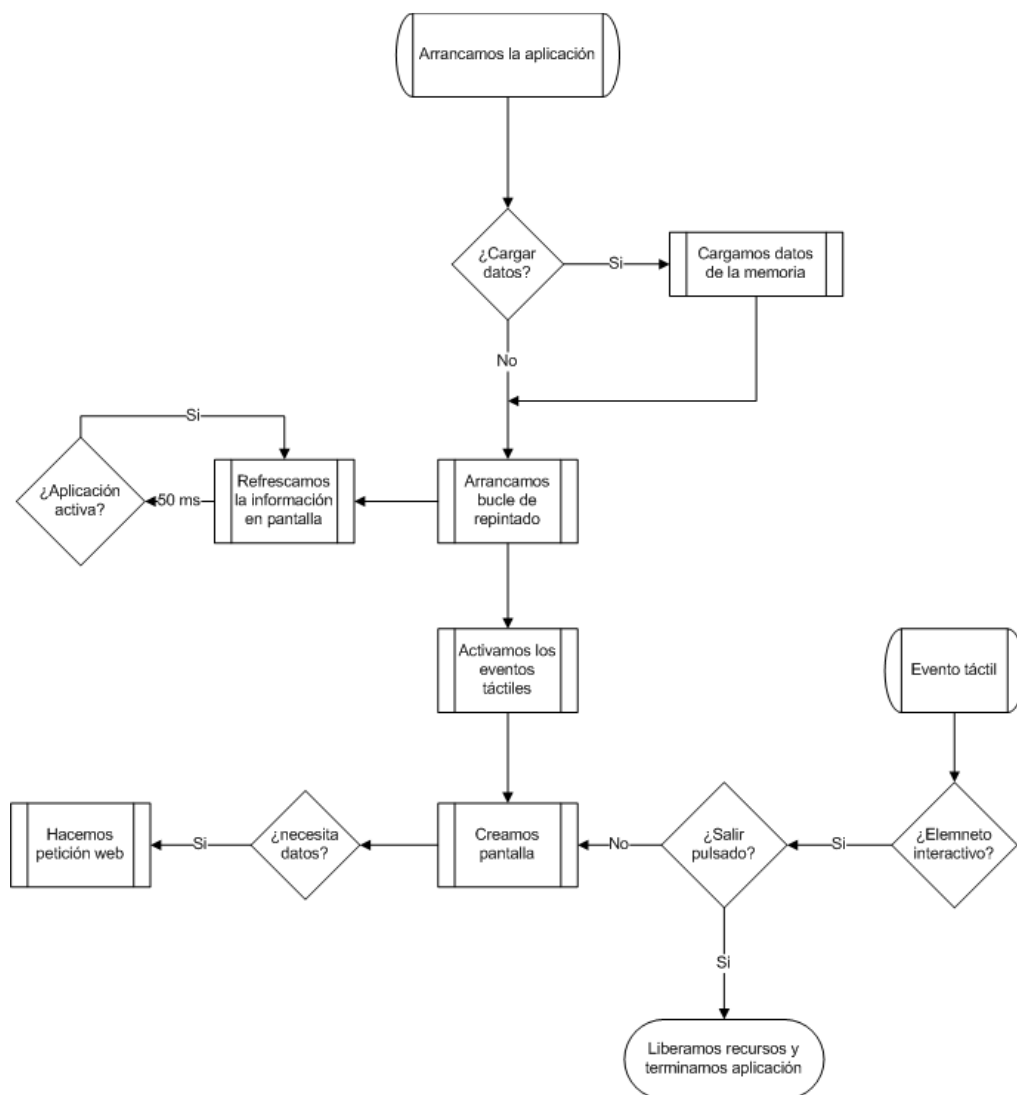 Arrancamos la aplicación
¿Cargar
datos?
Si
Cargamos datos
de la memoria
No
Si
¿Aplicación
activa?
50 ms
Refrescamos
la información
en pantalla
Arrancamos
bucle de
repintado
Activamos los
eventos
táctiles
Evento táctil
Hacemos
petición web
Si
¿necesita
datos?
Creamos
pantalla
No
¿Salir
pulsado?
Si
¿Elemneto
interactivo?
Si
Liberamos recursos y
terminamos aplicación